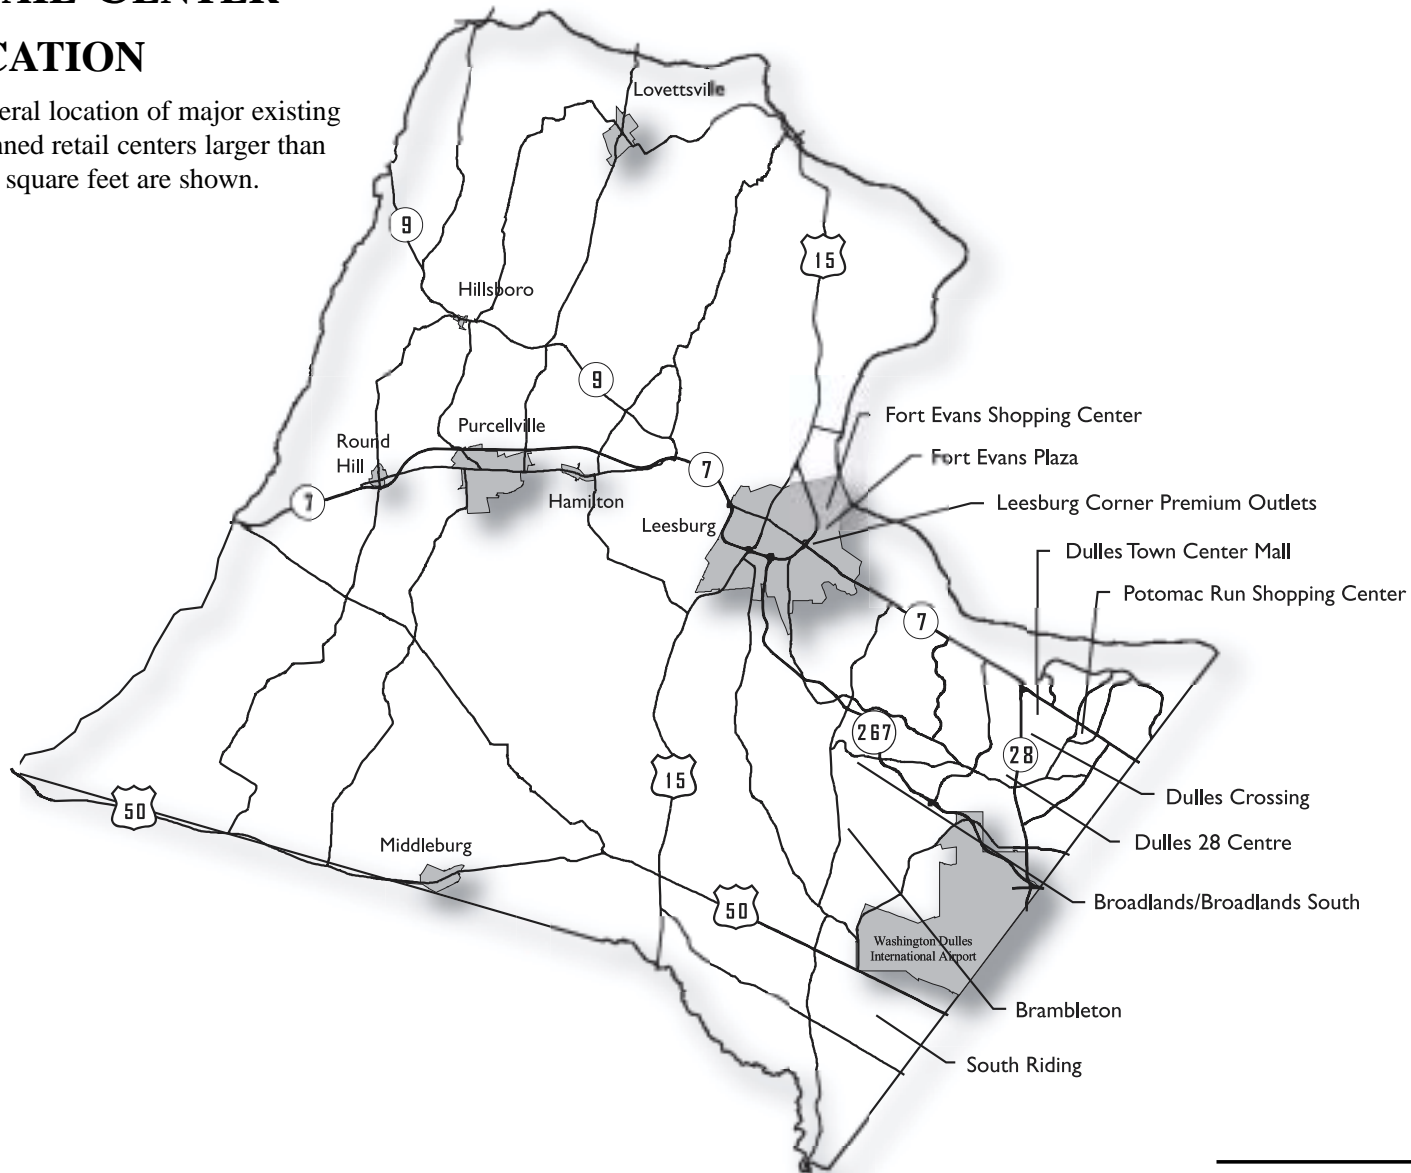 CENTER
CATION
location of major existing
retail centers larger than
square feet are shown.
Lovettsville
9
15
Hillsboro
9
Fort Evans Shopping Center
Purcellville
Round
Hill
Fort Evans Plaza
7
7
Hamilton
Leesburg
Leesburg Corner Premium Outlets
Dulles Town Center Mall
Potomac Run Shopping Center
7
267
28
15
50
Dulles Crossing
Middleburg
Dulles 28 Centre
50
Broadlands/Broadlands South
Washington Dulles
International Airport
Brambleton
South Riding